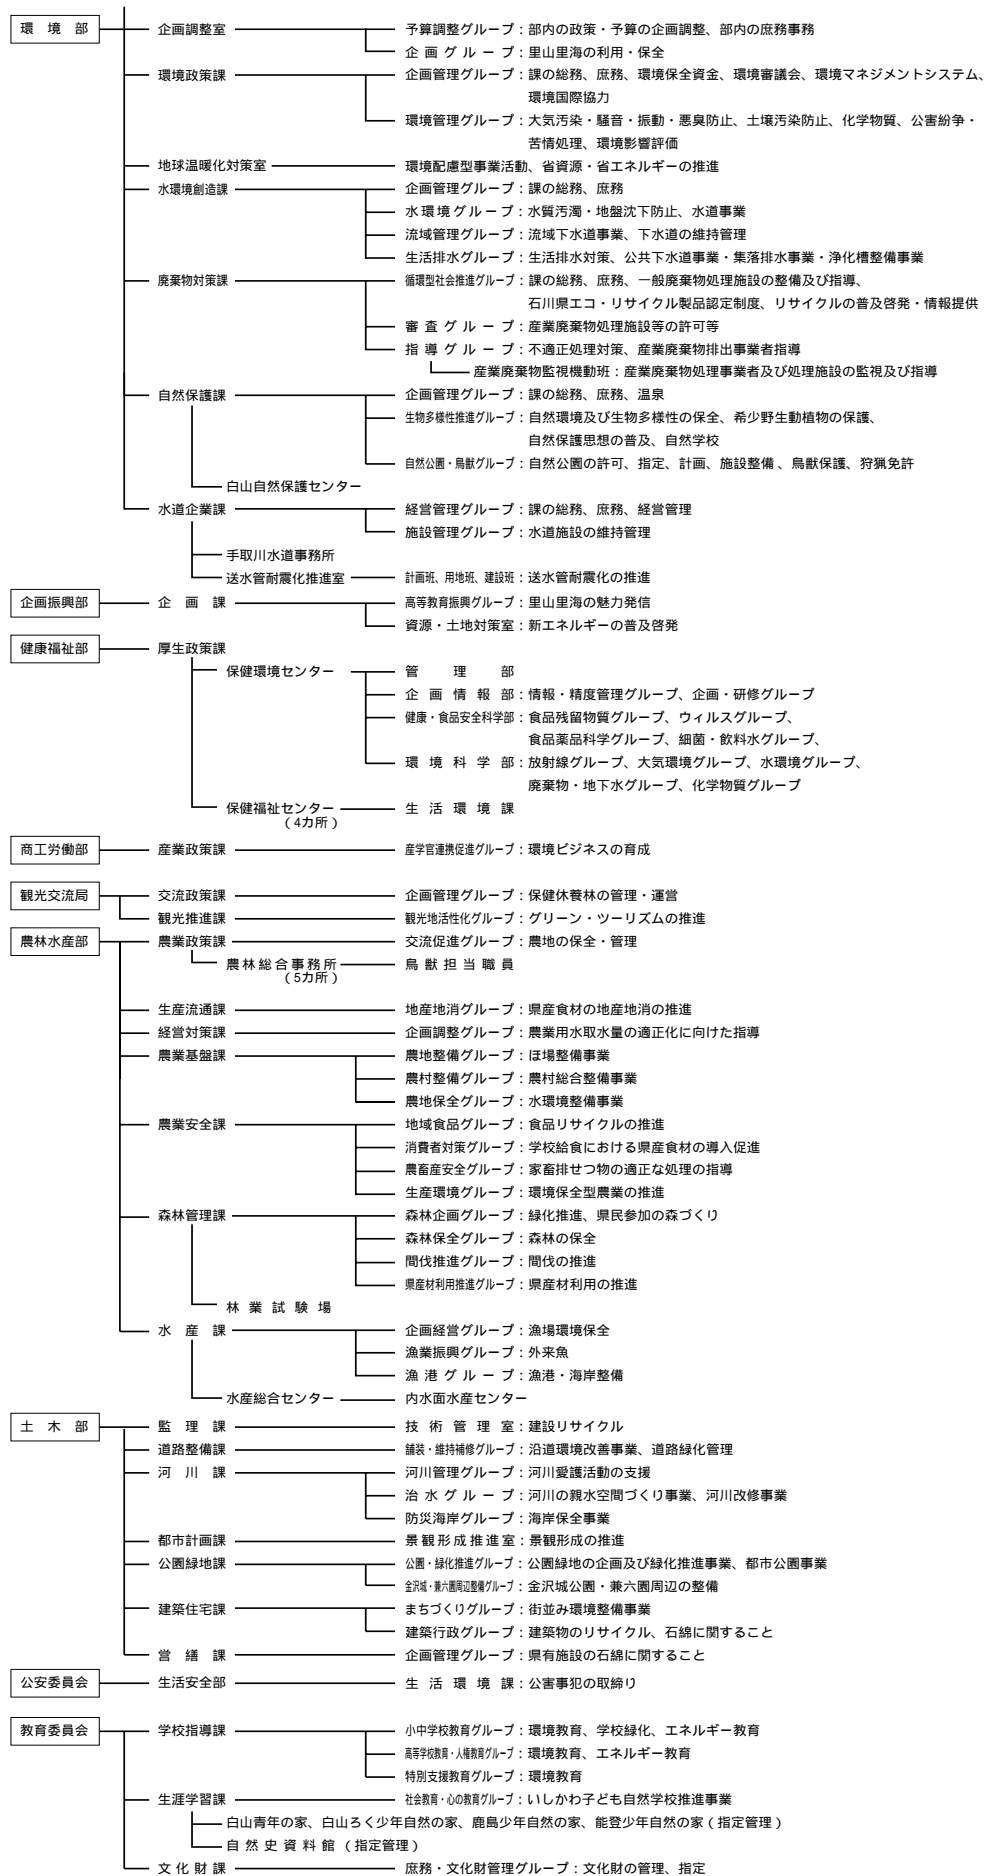 環境部 企画調整室 予算調整グループ：部内の政策・予算の企画調整、部内の庶務事務
企画グループ：里山里海の利用・保全
環境政策課 企画管理グループ：課の総務、庶務、環境保全資金、環境審議会、環境マネジメントシステム、
環境国際協力
環境管理グループ：大気汚染・騒音・振動・悪臭防止、土壌汚染防止、化学物質、公害紛争・
苦情処理、環境影響評価
地球温暖化対策室 環境配慮型事業活動、省資源・省エネルギーの推進
水環境創造課 企画管理グループ：課の総務、庶務
水環境グループ：水質汚濁・地盤沈下防止、水道事業
流域管理グループ：流域下水道事業、下水道の維持管理
生活排水グループ：生活排水対策、公共下水道事業・集落排水事業・浄化槽整備事業
廃棄物対策課 循環型社会推進グループ：課の総務、庶務、一般廃棄物処理施設の整備及び指導、
石川県エコ・リサイクル製品認定制度、リサイクルの普及啓発・情報提供
審査グループ：産業廃棄物処理施設等の許可等
指導グループ：不適正処理対策、産業廃棄物排出事業者指導
産業廃棄物監視機動班：産業廃棄物処理事業者及び処理施設の監視及び指導
自然保護課 企画管理グループ：課の総務、庶務、温泉
生物多様性推進グループ：自然環境及び生物多様性の保全、希少野生動植物の保護、
自然保護思想の普及、自然学校
自然公園・鳥獣グループ：自然公園の許可、指定、計画、施設整備、鳥獣保護、狩猟免許
白山自然保護センター
水道企業課 経営管理グループ：課の総務、庶務、経営管理
施設管理グループ：水道施設の維持管理
手取川水道事務所
送水管耐震化推進室 計画班、用地班、建設班：送水管耐震化の推進
企画振興部 企画課 高等教育振興グループ：里山里海の魅力発信
資源・土地対策室：新エネルギーの普及啓発
健康福祉部 厚生政策課
保健環境センター 管理部
企画情報部：情報・精度管理グループ、企画・研修グループ
健康・食品安全科学部：食品残留物質グループ、ウィルスグループ、
食品薬品科学グループ、細菌・飲料水グループ、
環境科学部：放射線グループ、大気環境グループ、水環境グループ、
廃棄物・地下水グループ、化学物質グループ
保健福祉センター 生活環境課
（4カ所）
商工労働部 産業政策課 産学官連携促進グループ：環境ビジネスの育成
観光交流局 交流政策課 企画管理グループ：保健休養林の管理・運営
観光推進課 観光地活性化グループ：グリーン・ツーリズムの推進
農林水産部 農業政策課 交流促進グループ：農地の保全・管理
農林総合事務所 鳥獣担当職員
（5カ所）
生産流通課 地産地消グループ：県産食材の地産地消の推進
経営対策課 企画調整グループ：農業用水取水量の適正化に向けた指導
農業基盤課 農地整備グループ：ほ場整備事業
農村整備グループ：農村総合整備事業
農地保全グループ：水環境整備事業
農業安全課 地域食品グループ：食品リサイクルの推進
消費者対策グループ：学校給食における県産食材の導入促進
農畜産安全グループ：家畜排せつ物の適正な処理の指導
生産環境グループ：環境保全型農業の推進
森林管理課 森林企画グループ：緑化推進、県民参加の森づくり
森林保全グループ：森林の保全
間伐推進グループ：間伐の推進
県産材利用推進グループ：県産材利用の推進
林業試験場
水産課 企画経営グループ：漁場環境保全
漁業振興グループ：外来魚
漁港グループ：漁港・海岸整備
水産総合センター 内水面水産センター
土木部 監理課 技術管理室：建設リサイクル
道路整備課 舗装・維持補修グループ：沿道環境改善事業、道路緑化管理
河川課 河川管理グループ：河川愛護活動の支援
治水グループ：河川の親水空間づくり事業、河川改修事業
防災海岸グループ：海岸保全事業
都市計画課 景観形成推進室：景観形成の推進
公園緑地課 公園・緑化推進グループ：公園緑地の企画及び緑化推進事業、都市公園事業
金沢城・兼六園周辺整備グループ：金沢城公園・兼六園周辺の整備
建築住宅課 まちづくりグループ：街並み環境整備事業
建築行政グループ：建築物のリサイクル、石綿に関すること
営繕課 企画管理グループ：県有施設の石綿に関すること
公安委員会 生活安全部 生活環境課：公害事犯の取締り
教育委員会 学校指導課 小中学校教育グループ：環境教育、学校緑化、エネルギー教育
高等学校教育・人権教育グループ：環境教育、エネルギー教育
特別支援教育グループ：環境教育
生涯学習課 社会教育・心の教育グループ：いしかわ子ども自然学校推進事業
白山青年の家、白山ろく少年自然の家、鹿島少年自然の家、能登少年自然の家（指定管理）
自然史資料館（指定管理）
文化財課 庶務・文化財管理グループ：文化財の管理、指定